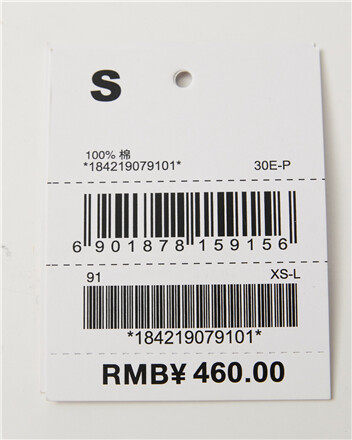 S
100% 棉
*184219079101* 30E-P
6 901878 159156
91 XS-L
*184219079101*
RMB¥ 460.00